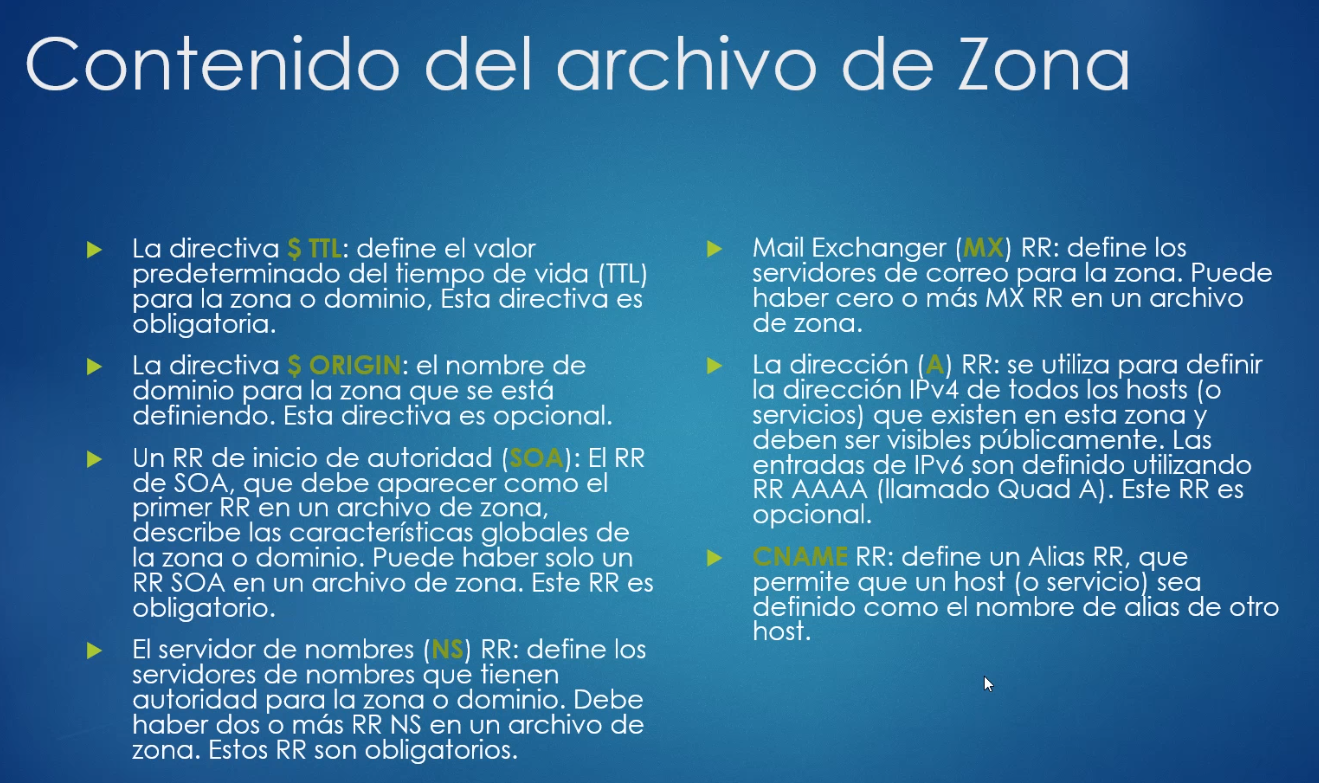 Contenido del archivo de Zona
La directiva $ TTL: define el valor
predeterminado del tiempo de vida (TTL)
para la zona o dominio, Esta directiva es
obligatoria.
La directiva $ ORIGIN: el nombre de
dominio para la zona que se está
definiendo. Esta directiva es opcional.
Un RR de inicio de autoridad (SOA): El RR
de SOA, que debe aparecer como el
primer RR en un archivo de zona,
describe las características globales de
la zona o dominio. Puede haber solo un
RR SOA en un archivo de zona. Este RR es
obligatorio.
El servidor de nombres (NS) RR: define los
servidores de nombres que tienen
autoridad para la zona o dominio. Debe
haber dos o más RR NS en un archivo de
zona. Estos RR son obligatorios.
Mail Exchanger (MX) RR: define los
servidores de correo para la zona. Puede
haber cero o más MX RR en un archivo
de zona.
La dirección (A) RR: se utiliza para definir
la dirección IPv4 de todos los hosts (o
servicios) que existen en esta zona y
deben ser visibles públicamente. Las
entradas de IPv6 son definido utilizando
RR AAAA (llamado Quad A). Este RR es
opcional.
CNAME RR: define un Alias RR, que
permite que un host (o servicio) sea
definido como el nombre de alias de otro
host.